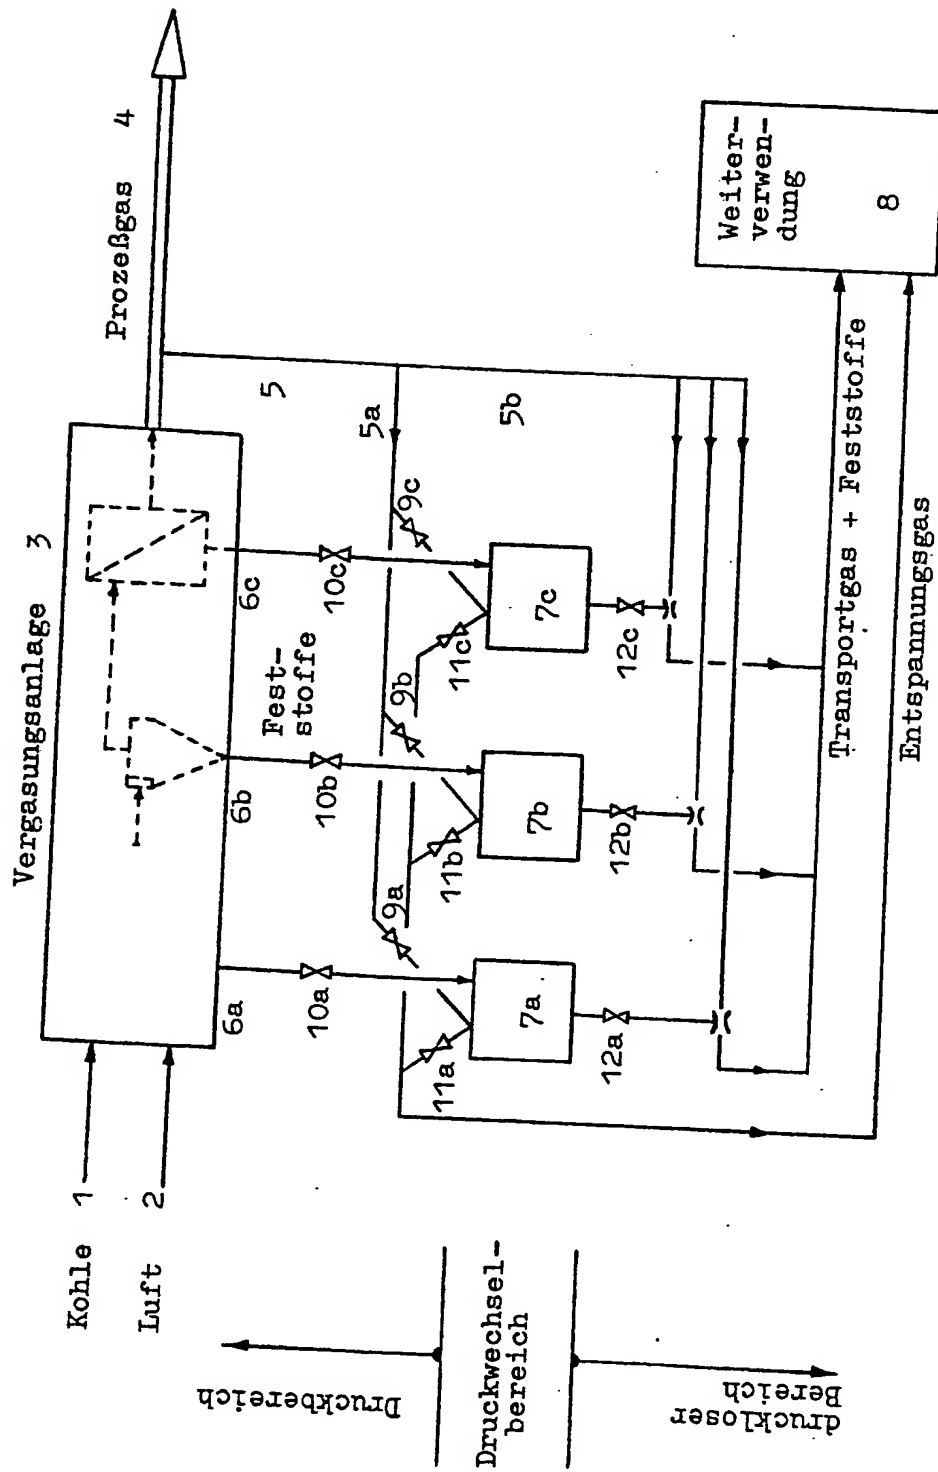 Kohle 1
Luft 2
Vergasungsanlage 3
Prozeßgas 4
5
5a
5b
6a
6b
6c
Fest-
stoffe
10a
10b
10c
9a
9b
9c
11a
11b
11c
7a
7b
7c
12a
12b
12c
Weiter-
verwen-
dung
8
Transportgas + Feststoffe
Entspannungsgas
Druckbereich
Druckwechsel-
bereich
druckloser
Bereich